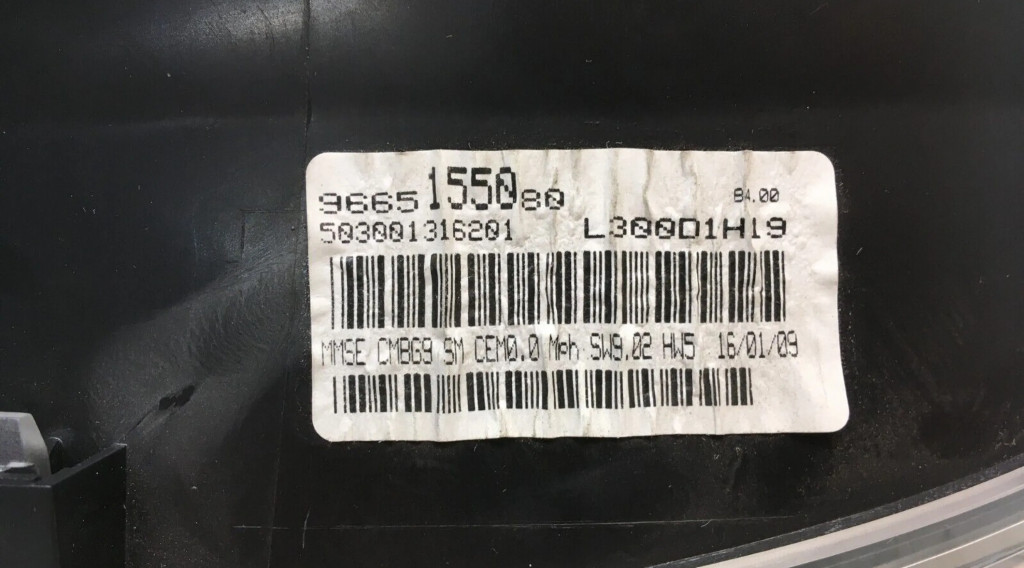 9665155080 84.00
503001316201 L300D1H19
MMSE CMBG9 SM CEM0.0 Mph SW9.02 HW5 16/01/09